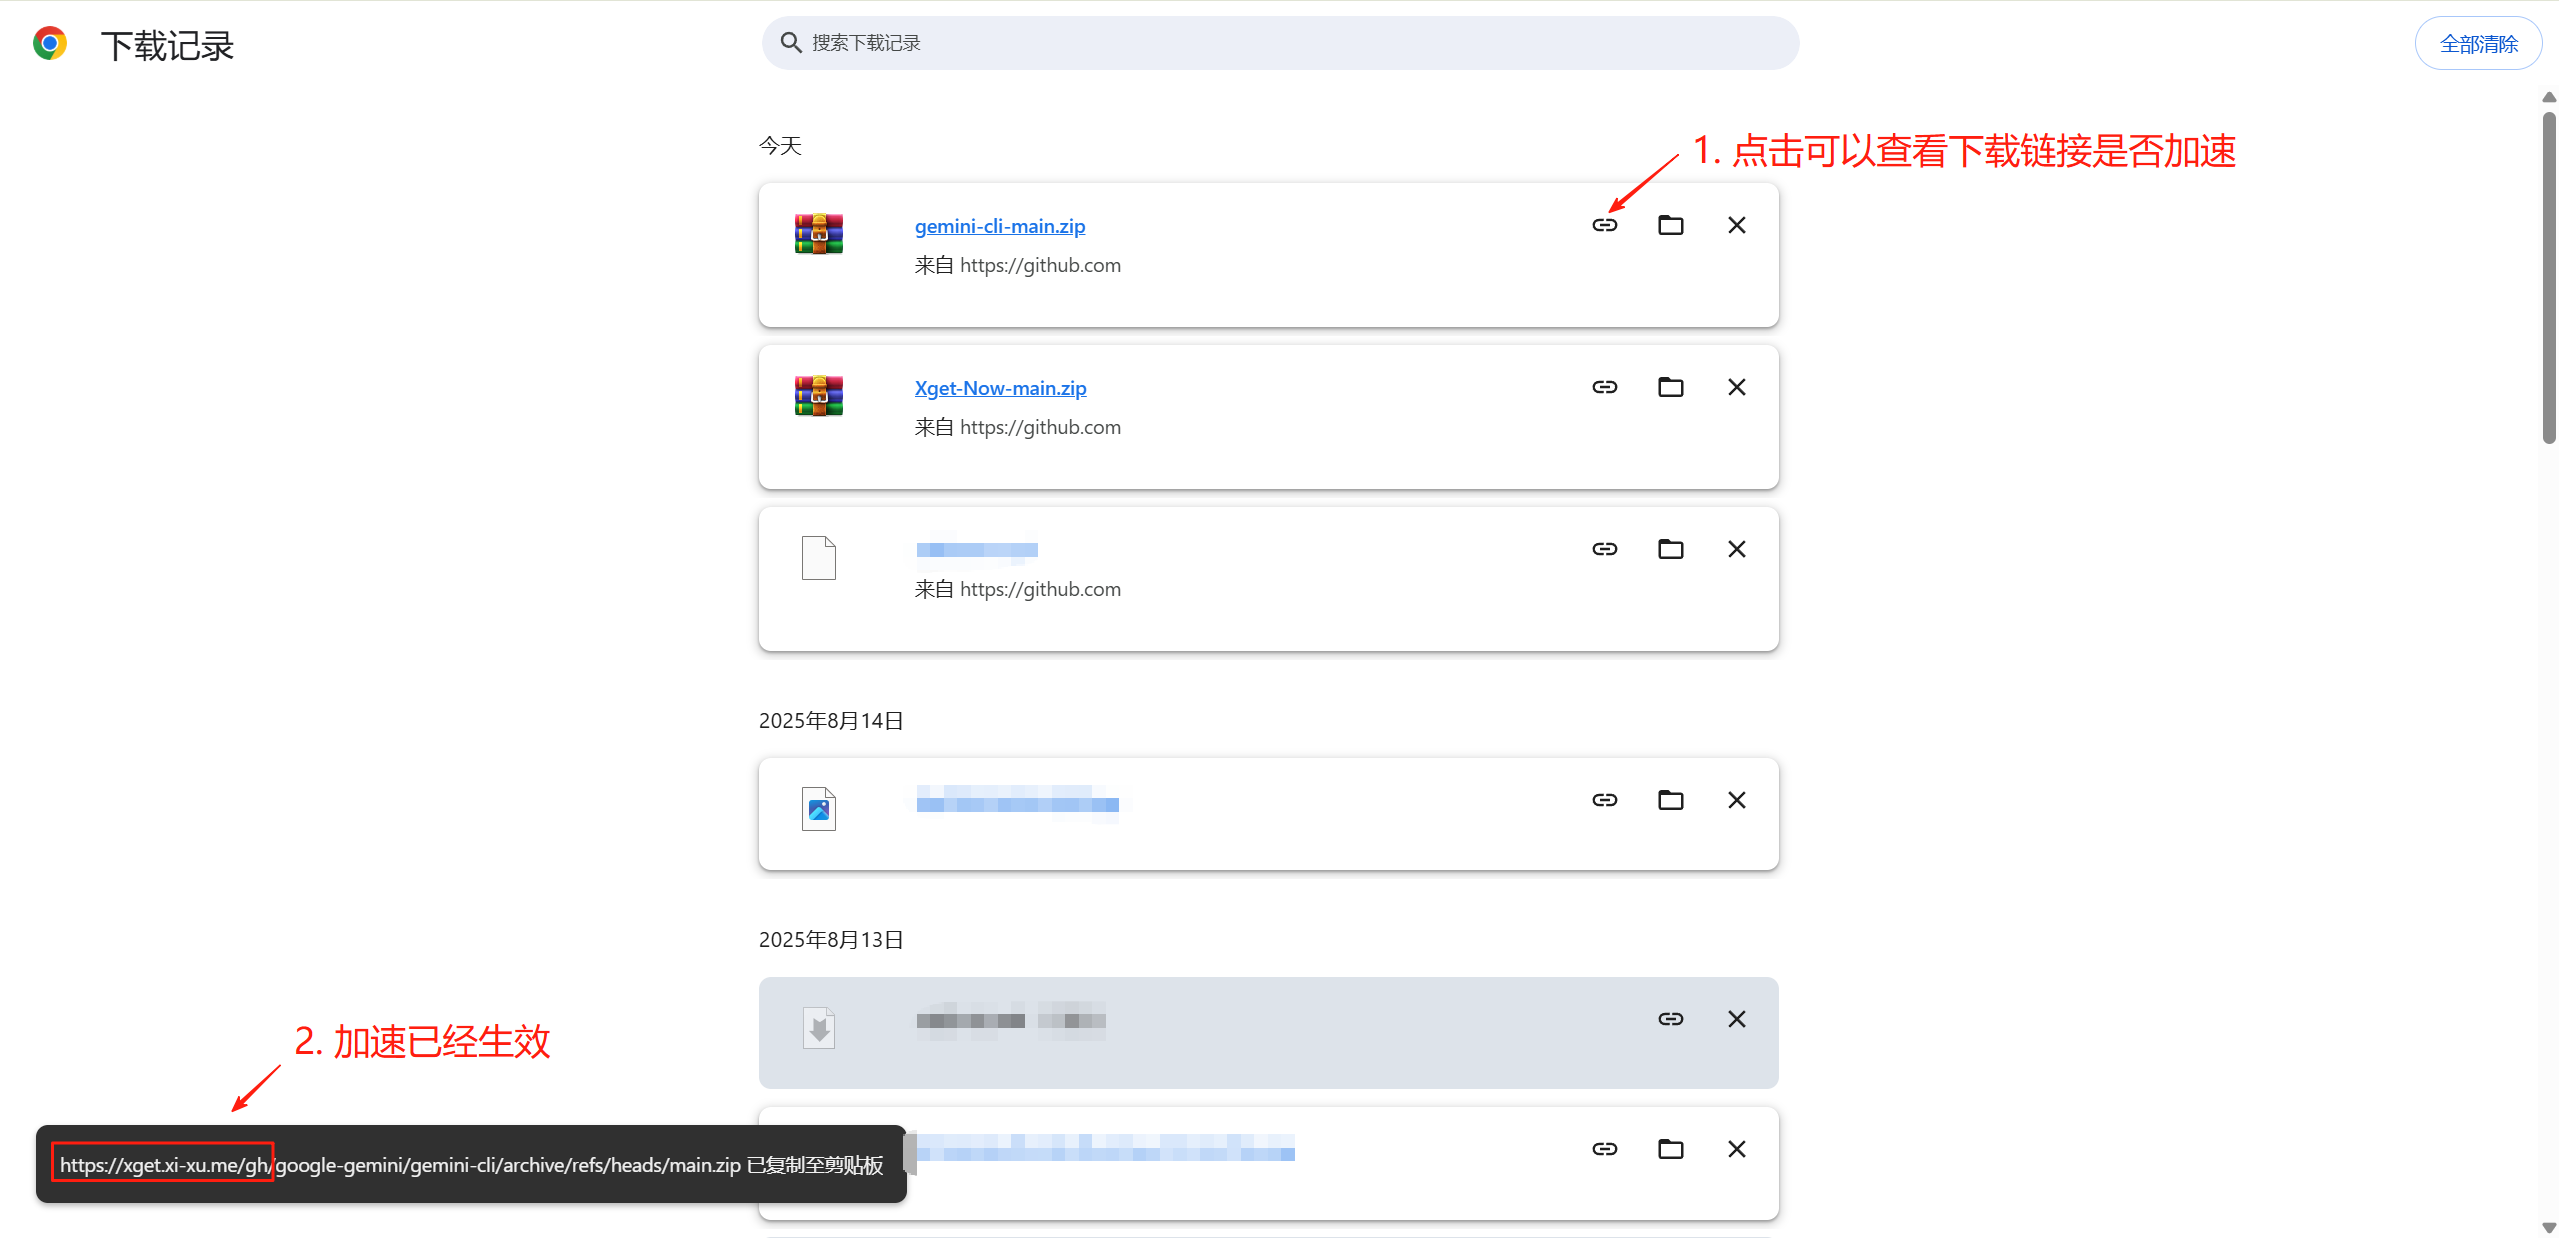 下载记录
搜索下载记录
全部清除
今天
1. 点击可以查看下载链接是否加速
gemini-cli-main.zip
来自 https://github.com
Xget-Now-main.zip
来自 https://github.com
来自 https://github.com
2025年8月14日
2025年8月13日
2. 加速已经生效
https://xget.xi-xu.me/gh/google-gemini/gemini-cli/archive/refs/heads/main.zip 已复制至剪贴板